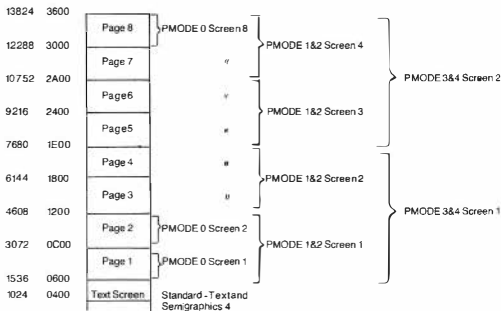 13824 3600
Page 8 PMODE 0 Screen 8
12288 3000 PMODE 1&2 Screen 4
Page 7 "
10752 2A00 PMODE 3&4 Screen 2
Page6 "
9216 2400 PMODE 1&2 Screen 3
Page5 "
7680 1E00
Page 4 "
6144 1800 PMODE 1&2 Screen 2
Page 3 "
4608 1200 PMODE 3&4 Screen 1
Page 2 PMODE 0 Screen 2
3072 0C00 PMODE 1&2 Screen 1
Page 1 PMODE 0 Screen 1
1536 0600
1024 0400 Text Screen Standard - Text and
Semigraphics 4